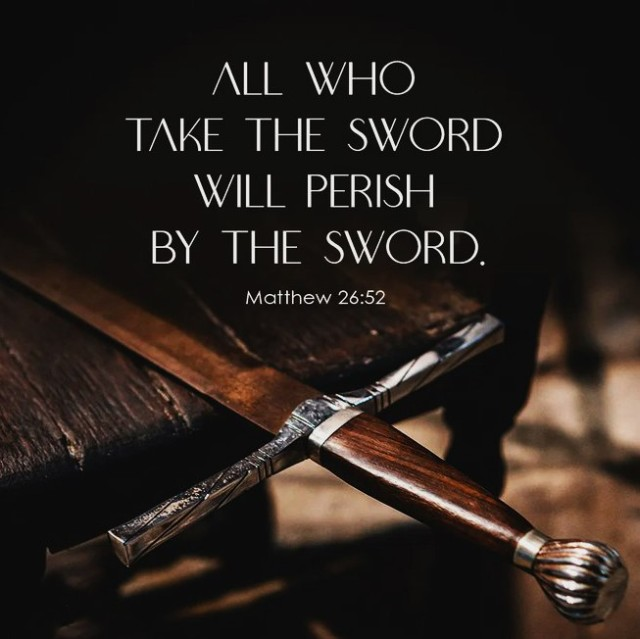 ALL WHO
TAKE THE SWORD
WILL PERISH
BY THE SWORD.
Matthew 26:52